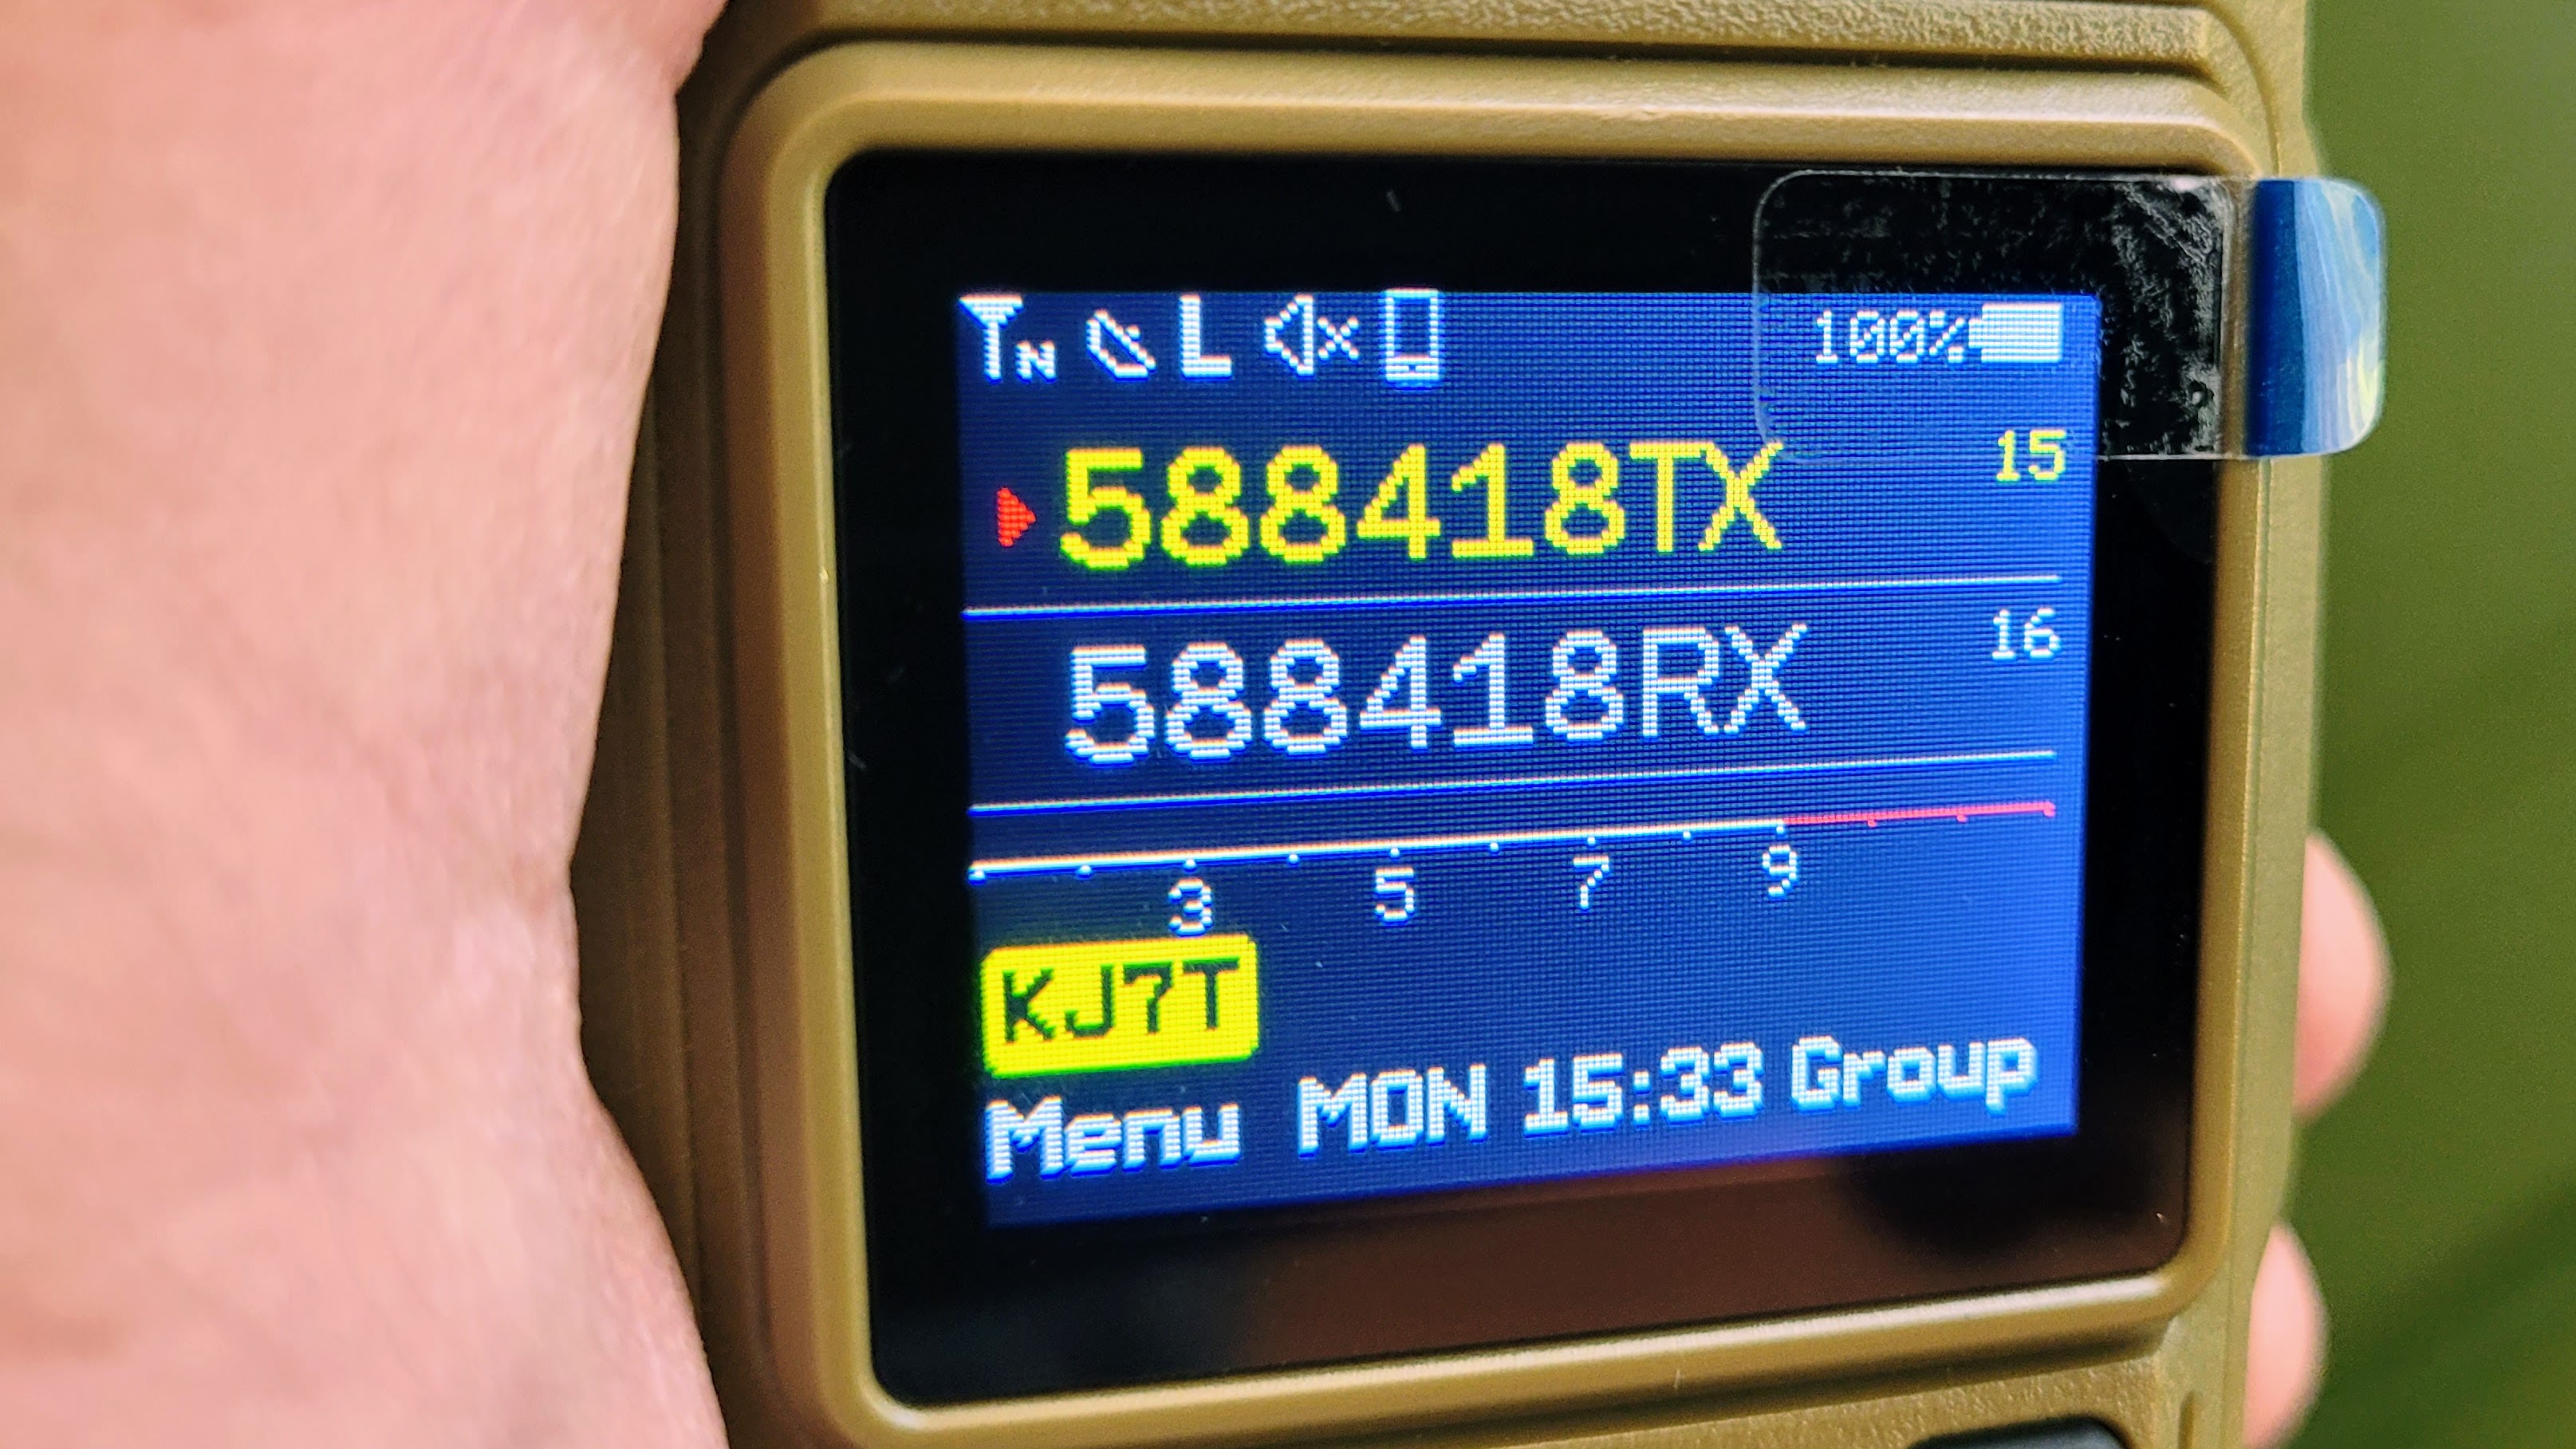 N L 100%
588418TX 15
588418RX 16
3 5 7 9
KJ7T
Menu MON 15:33 Group